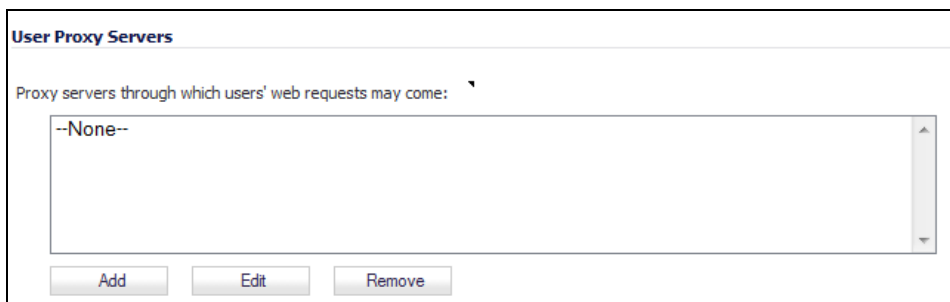 User Proxy Servers
Proxy servers through which users' web requests may come:
--None--
Add Edit Remove